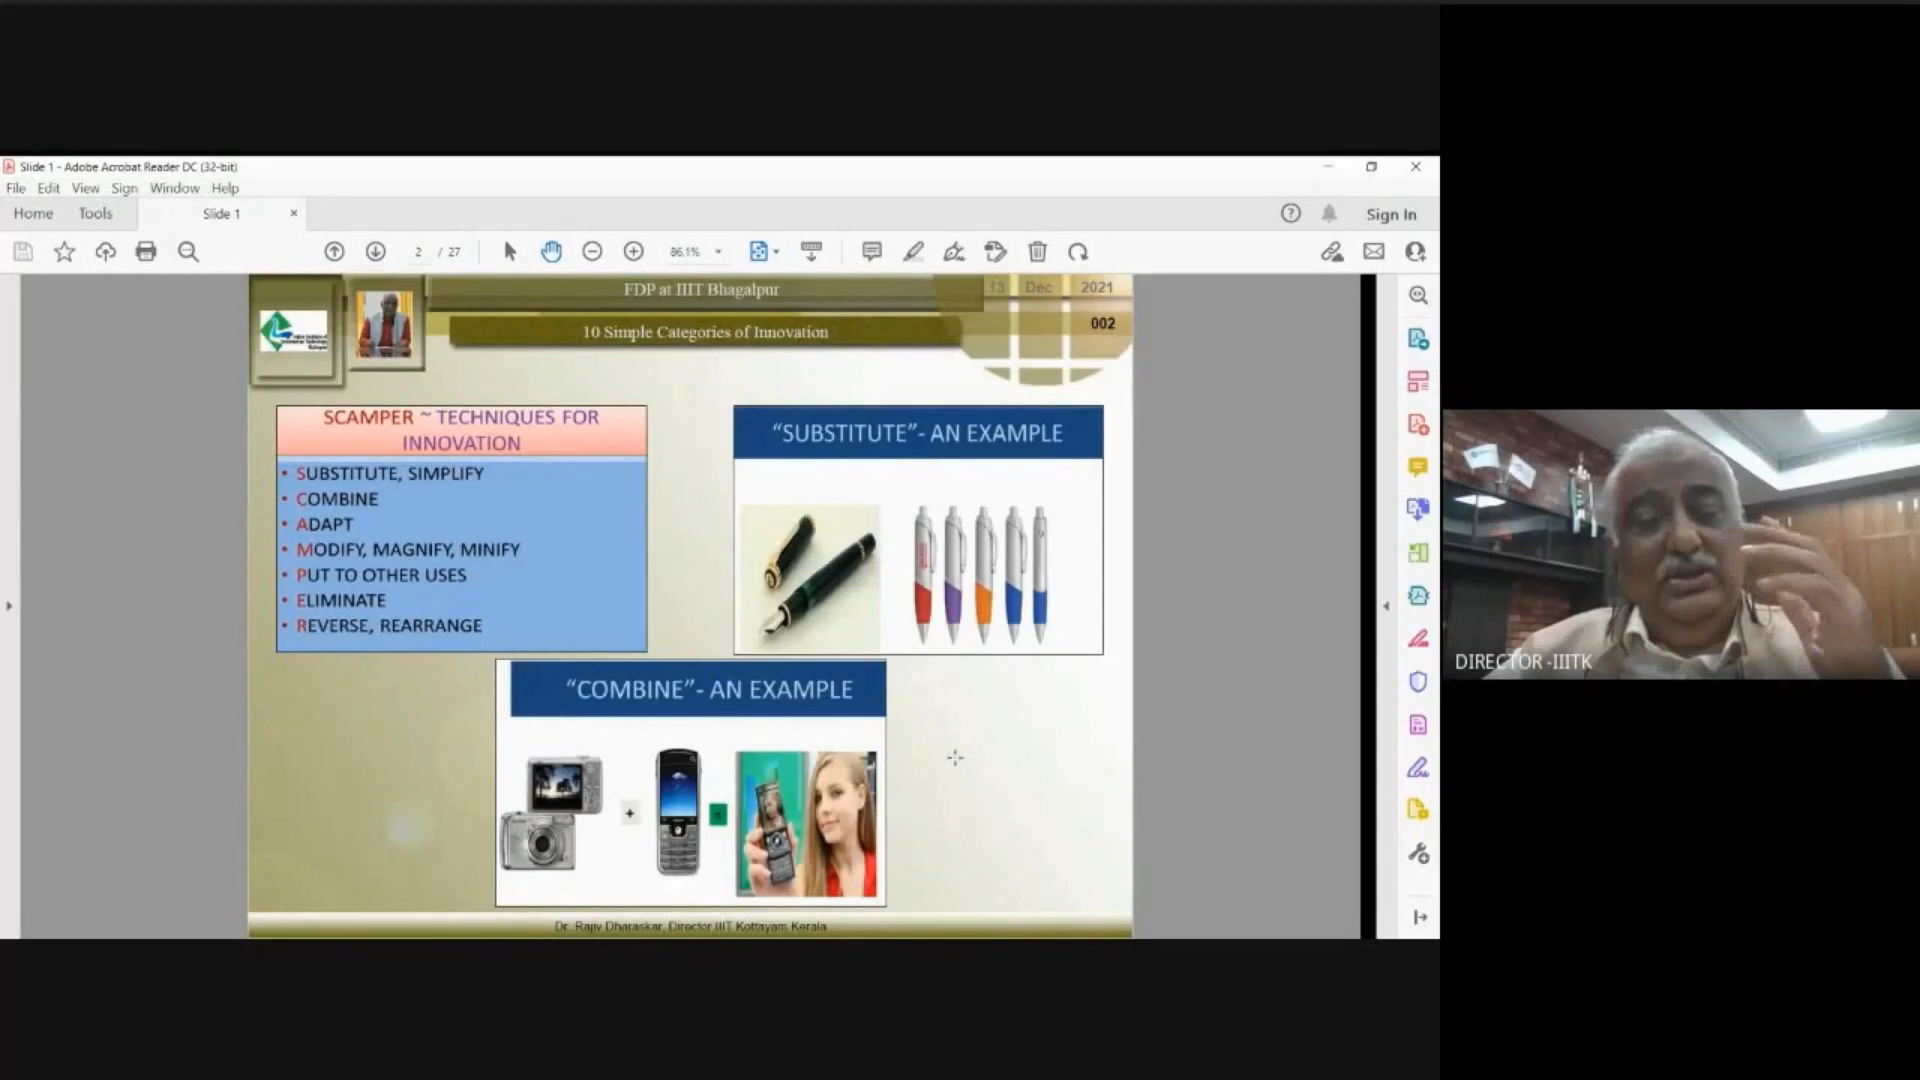 Slide 1 - Adobe Acrobat Reader DC (32-bit)
File Edit View Sign Window Help
Home Tools Slide 1 Sign In
2 / 27 86.1%
FDP at IIIT Bhagalpur
13 Dec 2021
10 Simple Categories of Innovation
002
SCAMPER ~ TECHNIQUES FOR
INNOVATION
• SUBSTITUTE, SIMPLIFY
• COMBINE
• ADAPT
• MODIFY, MAGNIFY, MINIFY
• PUT TO OTHER USES
• ELIMINATE
• REVERSE, REARRANGE
“SUBSTITUTE”- AN EXAMPLE
“COMBINE”- AN EXAMPLE
+
Dr. Rajiv Dharaskar, Director IIIT Kottayam Kerala
DIRECTOR -IIITK